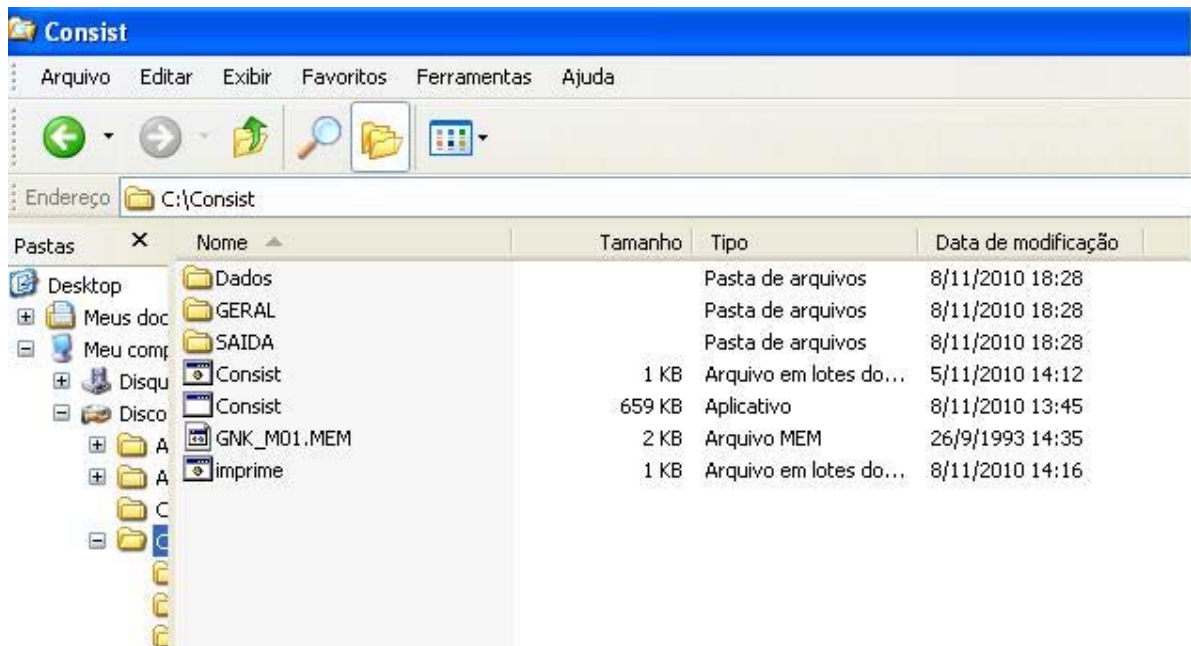 Consist
Arquivo Editar Exibir Favoritos Ferramentas Ajuda
Endereço C:\Consist
Pastas X Nome Tamanho Tipo Data de modificação
Desktop
Meus doc
Meu comp
Disqu
Disco
A
A
C
C
Dados Pasta de arquivos 8/11/2010 18:28
GERAL Pasta de arquivos 8/11/2010 18:28
SAIDA Pasta de arquivos 8/11/2010 18:28
Consist 1 KB Arquivo em lotes do... 5/11/2010 14:12
Consist 659 KB Aplicativo 8/11/2010 13:45
GNK_M01.MEM 2 KB Arquivo MEM 26/9/1993 14:35
imprime 1 KB Arquivo em lotes do... 8/11/2010 14:16